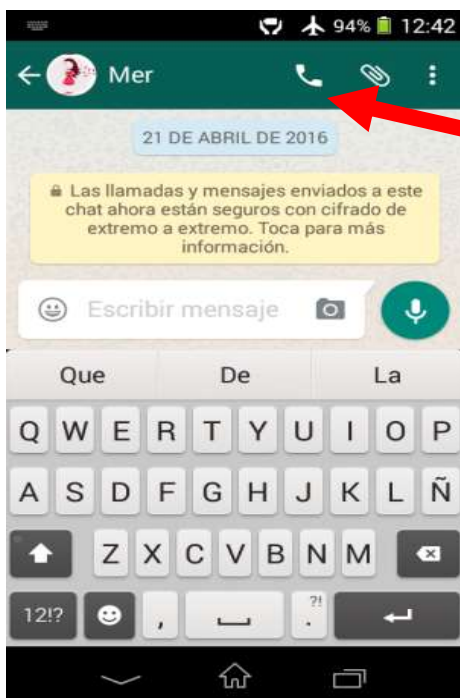 94% 12:42
Mer
21 DE ABRIL DE 2016
Las llamadas y mensajes enviados a este
chat ahora están seguros con cifrado de
extremo a extremo. Toca para más
información.
Escribir mensaje
Que De La
Q W E R T Y U I O P
A S D F G H J K L Ñ
Z X C V B N M
12!? , ?! .